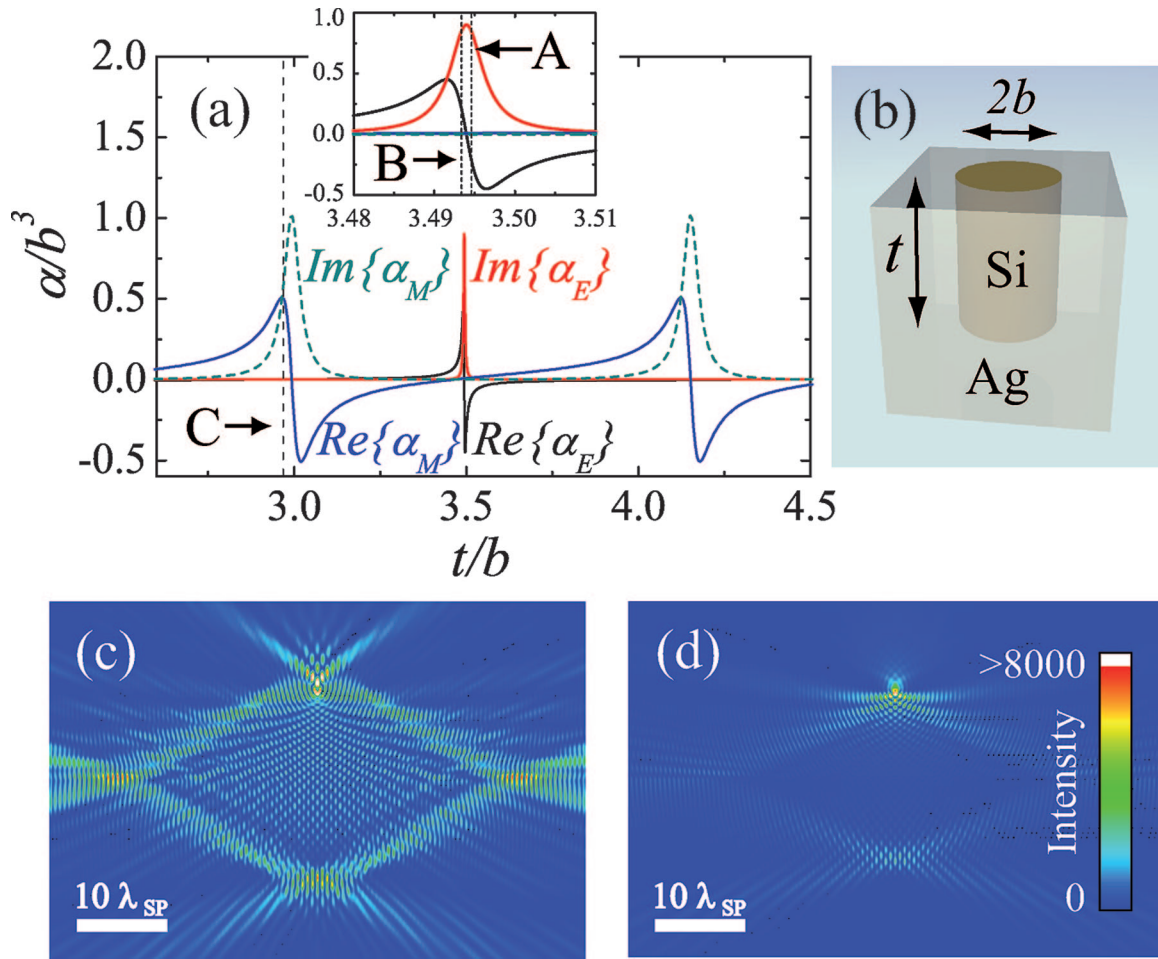 (a)
2.0
1.5
1.0
0.5
0.0
-0.5
α/b³
3.0
3.5
4.0
4.5
t/b
1.0
0.5
0.0
-0.5
3.48
3.49
3.50
3.51
A
B
C
Im{α_M}
Im{α_E}
Re{α_M}
Re{α_E}
(b)
2b
t
Si
Ag
(c)
10 λ_SP
(d)
10 λ_SP
>8000
Intensity
0